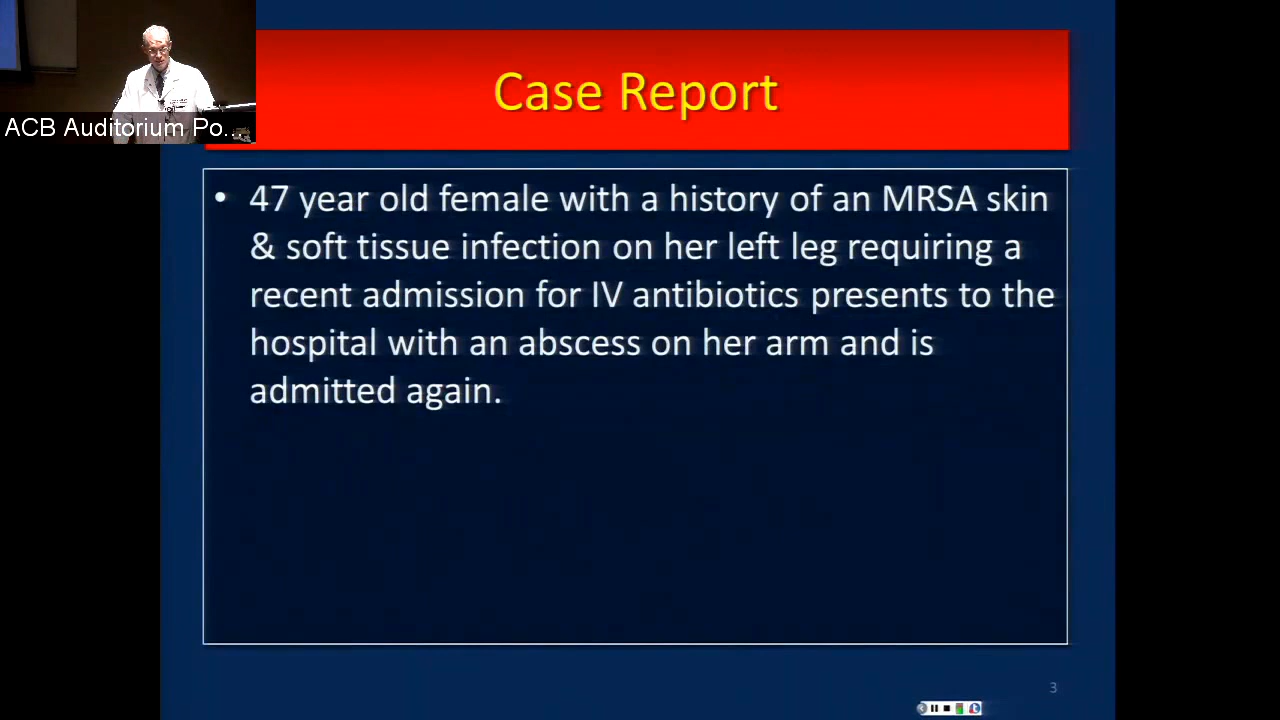 ACB Auditorium Po...
Case Report
• 47 year old female with a history of an MRSA skin
& soft tissue infection on her left leg requiring a
recent admission for IV antibiotics presents to the
hospital with an abscess on her arm and is
admitted again.
3